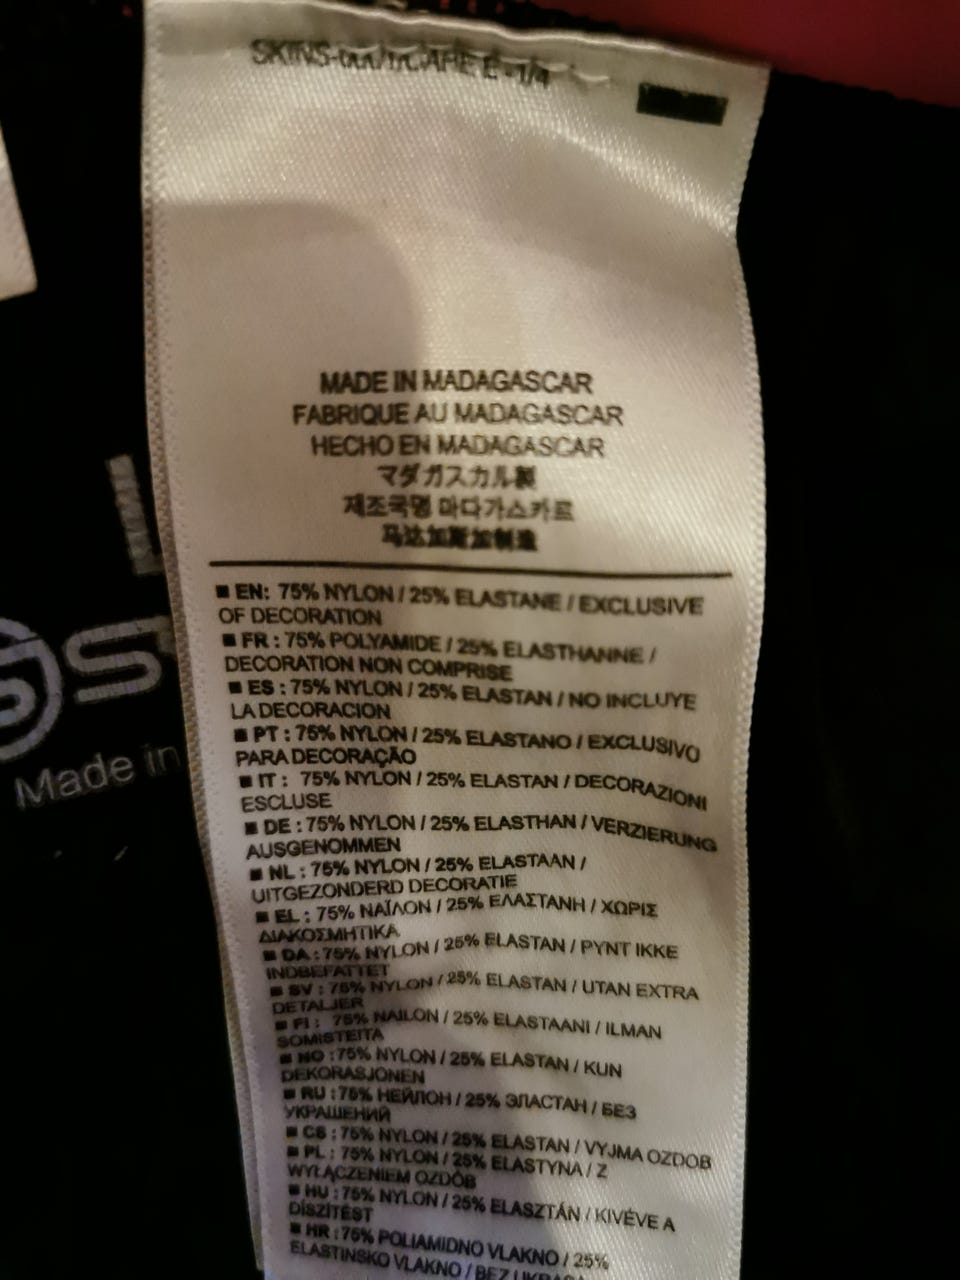 MADE IN MADAGASCAR
FABRIQUE AU MADAGASCAR
HECHO EN MADAGASCAR
マダガスカル製
제조국명 마다가스카르
马达加斯加制造
■ EN: 75% NYLON / 25% ELASTANE / EXCLUSIVE
OF DECORATION
■ FR : 75% POLYAMIDE / 25% ELASTHANNE /
DECORATION NON COMPRISE
■ ES : 75% NYLON / 25% ELASTAN / NO INCLUYE
LA DECORACION
■ PT : 75% NYLON / 25% ELASTANO / EXCLUSIVO
PARA DECORAÇÃO
■ IT : 75% NYLON / 25% ELASTAN / DECORAZIONI
ESCLUSE
■ DE : 75% NYLON / 25% ELASTHAN / VERZIERUNG
AUSGENOMMEN
■ NL : 75% NYLON / 25% ELASTAAN /
UITGEZONDERD DECORATIE
■ EL : 75% ΝΑΪΛΟΝ / 25% ΕΛΑΣΤΑΝΗ / ΧΩΡΙΣ
ΔΙΑΚΟΣΜΗΤΙΚΑ
■ DA : 75% NYLON / 25% ELASTAN / PYNT IKKE
INDBEFATTET
■ SV : 75% NYLON / 25% ELASTAN / UTAN EXTRA
DETALJER
■ FI : 75% NAILON / 25% ELASTAANI / ILMAN
SOMISTEITA
■ NO : 75% NYLON / 25% ELASTAN / KUN
DEKORASJONEN
■ RU : 75% НЕЙЛОН / 25% ЭЛАСТАН / БЕЗ
УКРАШЕНИЙ
■ CS : 75% NYLON / 25% ELASTAN / VYJMA OZDOB
■ PL : 75% NYLON / 25% ELASTYNA / Z
WYŁĄCZENIEM OZDÓB
■ HU : 75% NYLON / 25% ELASZTÁN / KIVÉVE A
DÍSZÍTÉST
■ HR : 75% POLIAMIDNO VLAKNO / 25%
ELASTINSKO VLAKNO / BEZ
Made in